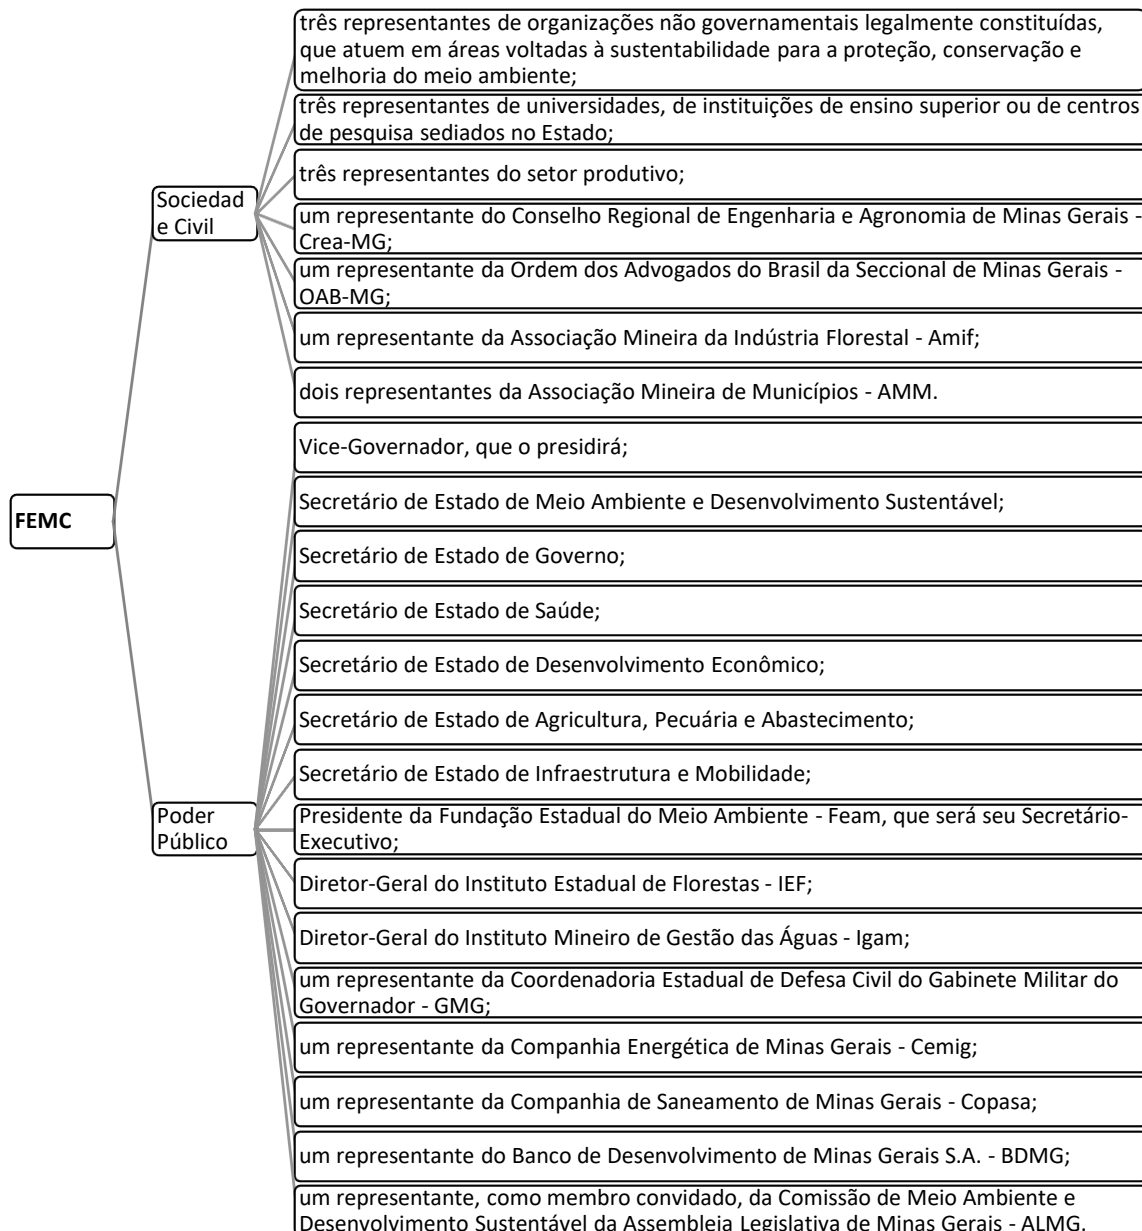 três representantes de organizações não governamentais legalmente constituídas,
que atuem em áreas voltadas à sustentabilidade para a proteção, conservação e
melhoria do meio ambiente;
três representantes de universidades, de instituições de ensino superior ou de centros
de pesquisa sediados no Estado;
três representantes do setor produtivo;
Sociedad
e Civil
um representante do Conselho Regional de Engenharia e Agronomia de Minas Gerais -
Crea-MG;
um representante da Ordem dos Advogados do Brasil da Seccional de Minas Gerais -
OAB-MG;
um representante da Associação Mineira da Indústria Florestal - Amif;
dois representantes da Associação Mineira de Municípios - AMM.
Vice-Governador, que o presidirá;
Secretário de Estado de Meio Ambiente e Desenvolvimento Sustentável;
FEMC
Secretário de Estado de Governo;
Secretário de Estado de Saúde;
Secretário de Estado de Desenvolvimento Econômico;
Secretário de Estado de Agricultura, Pecuária e Abastecimento;
Secretário de Estado de Infraestrutura e Mobilidade;
Poder
Público
Presidente da Fundação Estadual do Meio Ambiente - Feam, que será seu Secretário-
Executivo;
Diretor-Geral do Instituto Estadual de Florestas - IEF;
Diretor-Geral do Instituto Mineiro de Gestão das Águas - Igam;
um representante da Coordenadoria Estadual de Defesa Civil do Gabinete Militar do
Governador - GMG;
um representante da Companhia Energética de Minas Gerais - Cemig;
um representante da Companhia de Saneamento de Minas Gerais - Copasa;
um representante do Banco de Desenvolvimento de Minas Gerais S.A. - BDMG;
um representante, como membro convidado, da Comissão de Meio Ambiente e
Desenvolvimento Sustentável da Assembleia Legislativa de Minas Gerais - ALMG.